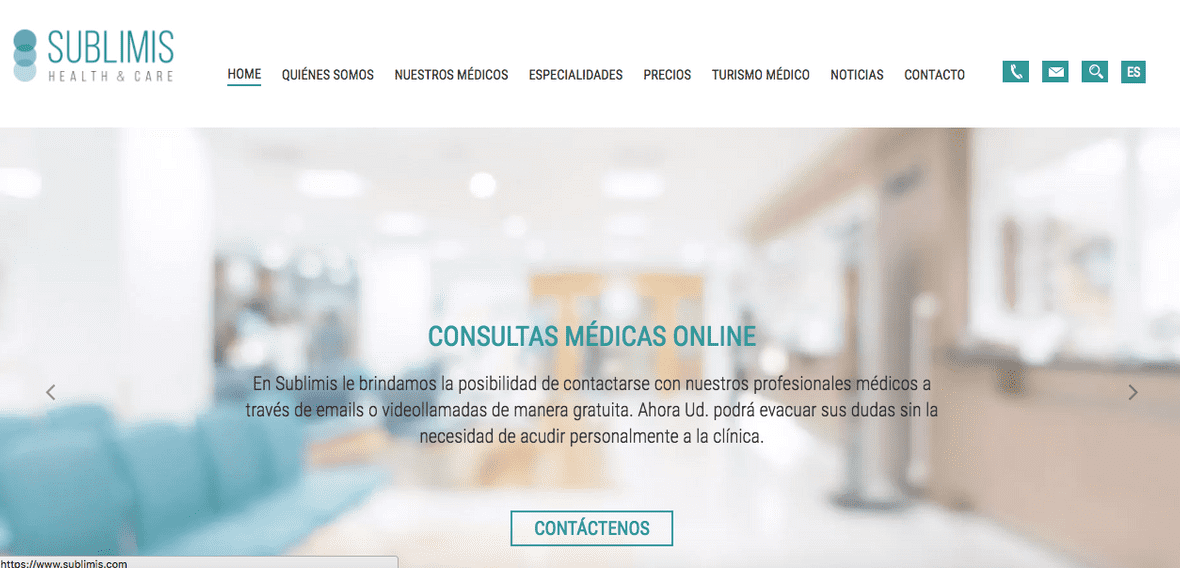 SUBLIMIS
HEALTH & CARE
HOME QUIÉNES SOMOS NUESTROS MÉDICOS ESPECIALIDADES PRECIOS TURISMO MÉDICO NOTICIAS CONTACTO ES
CONSULTAS MÉDICAS ONLINE
En Sublimis le brindamos la posibilidad de contactarse con nuestros profesionales médicos a
través de emails o videollamadas de manera gratuita. Ahora Ud. podrá evacuar sus dudas sin la
necesidad de acudir personalmente a la clínica.
CONTÁCTENOS
https://www.sublimis.com